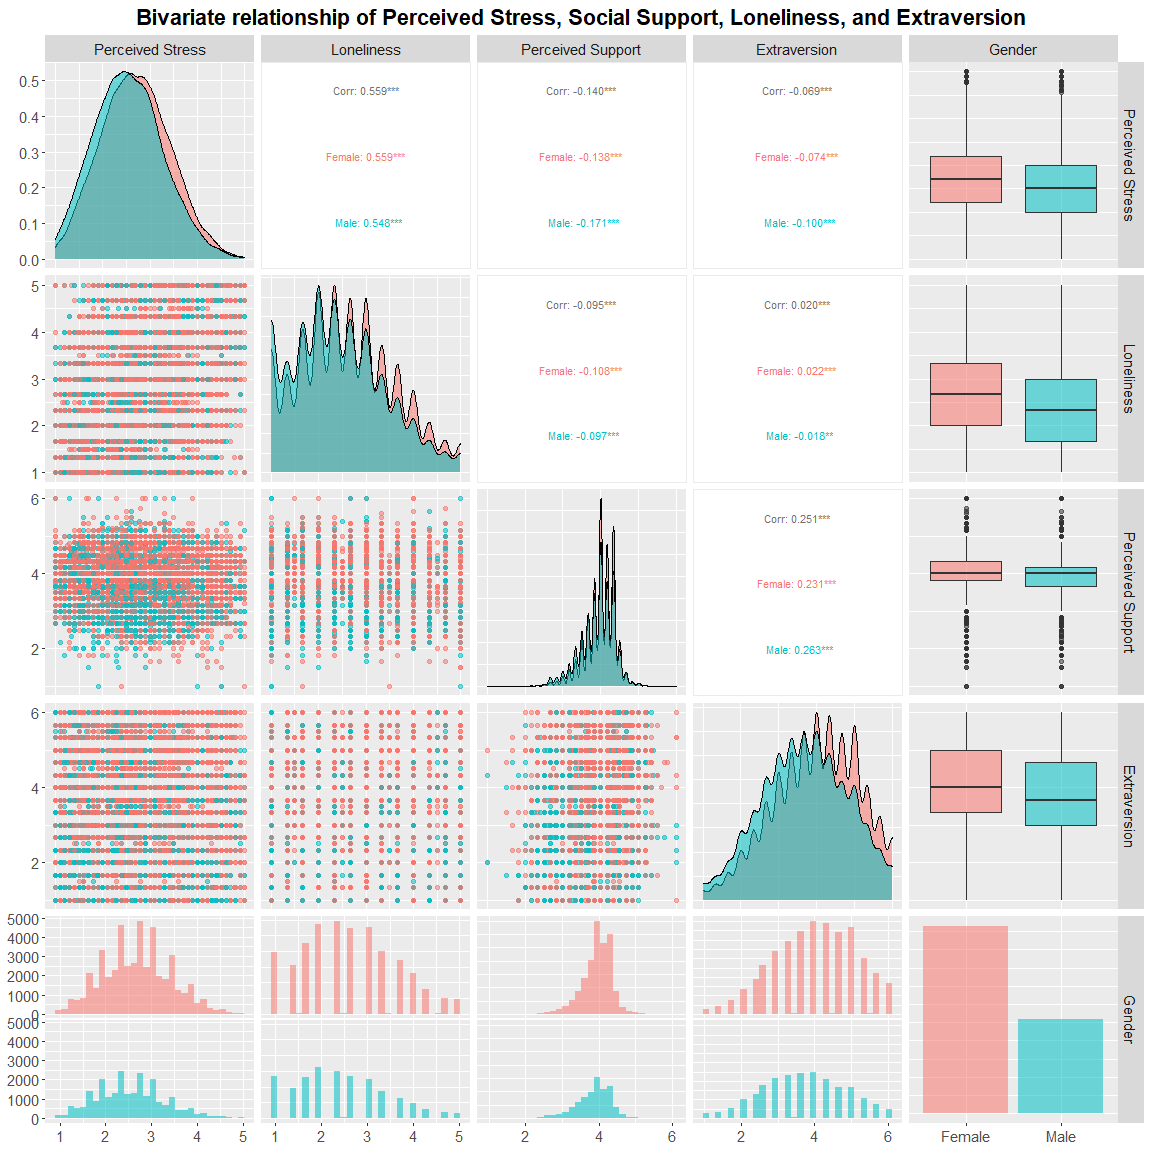 Bivariate relationship of Perceived Stress, Social Support, Loneliness, and Extraversion
Perceived Stress
Loneliness
Perceived Support
Extraversion
Gender
0.5
0.4
0.3
0.2
0.1
0.0
Corr: 0.559***
Female: 0.559***
Male: 0.548***
Corr: -0.140***
Female: -0.138***
Male: -0.171***
Corr: -0.069***
Female: -0.074***
Male: -0.100***
Perceived Stress
5
4
3
2
1
Corr: -0.095***
Female: -0.108***
Male: -0.097***
Corr: 0.020***
Female: 0.022***
Male: -0.018**
Loneliness
6
4
2
Corr: 0.251***
Female: 0.231***
Male: 0.263***
Perceived Support
6
4
2
Extraversion
5000
4000
3000
2000
1000
0
5000
4000
3000
2000
1000
0
Gender
1 2 3 4 5
1 2 3 4 5
2 4 6
2 4 6
Female Male